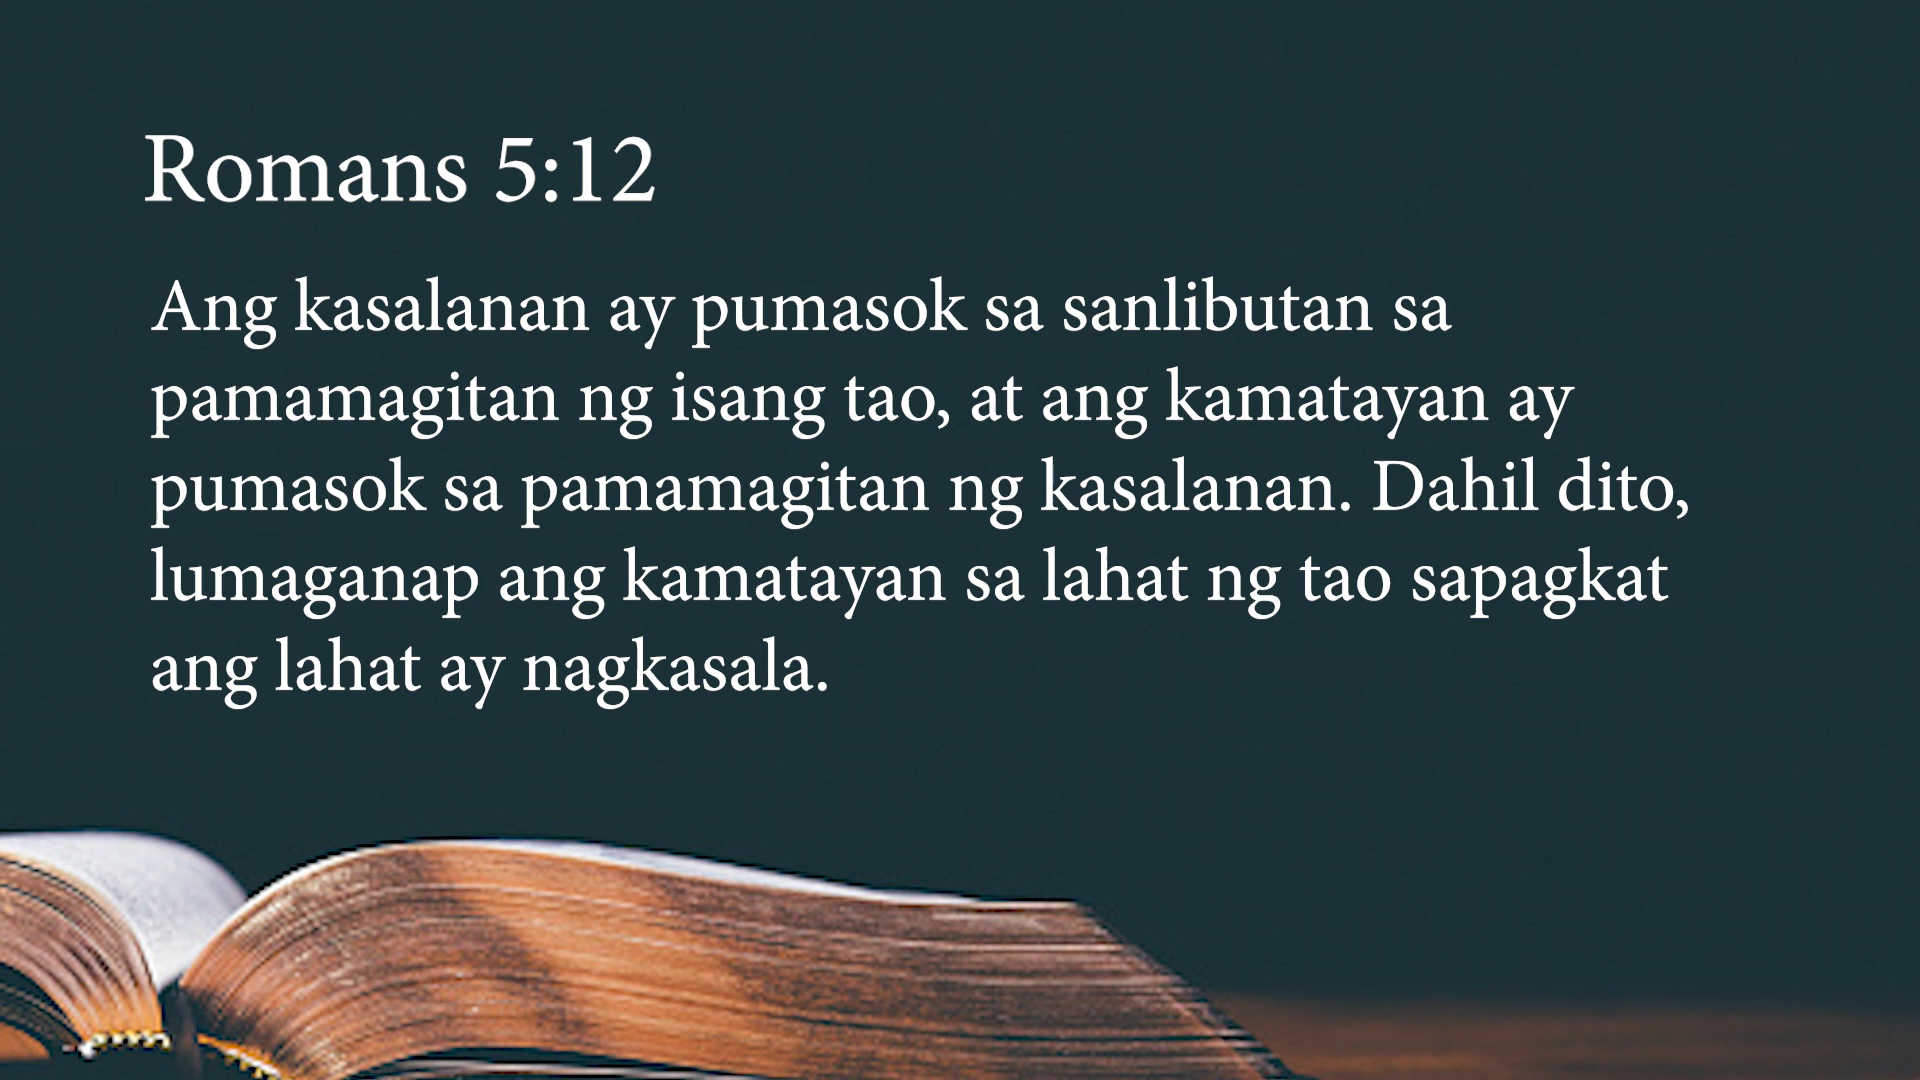 Romans 5:12
Ang kasalanan ay pumasok sa sanlibutan sa
pamamagitan ng isang tao, at ang kamatayan ay
pumasok sa pamamagitan ng kasalanan. Dahil dito,
lumaganap ang kamatayan sa lahat ng tao sapagkat
ang lahat ay nagkasala.